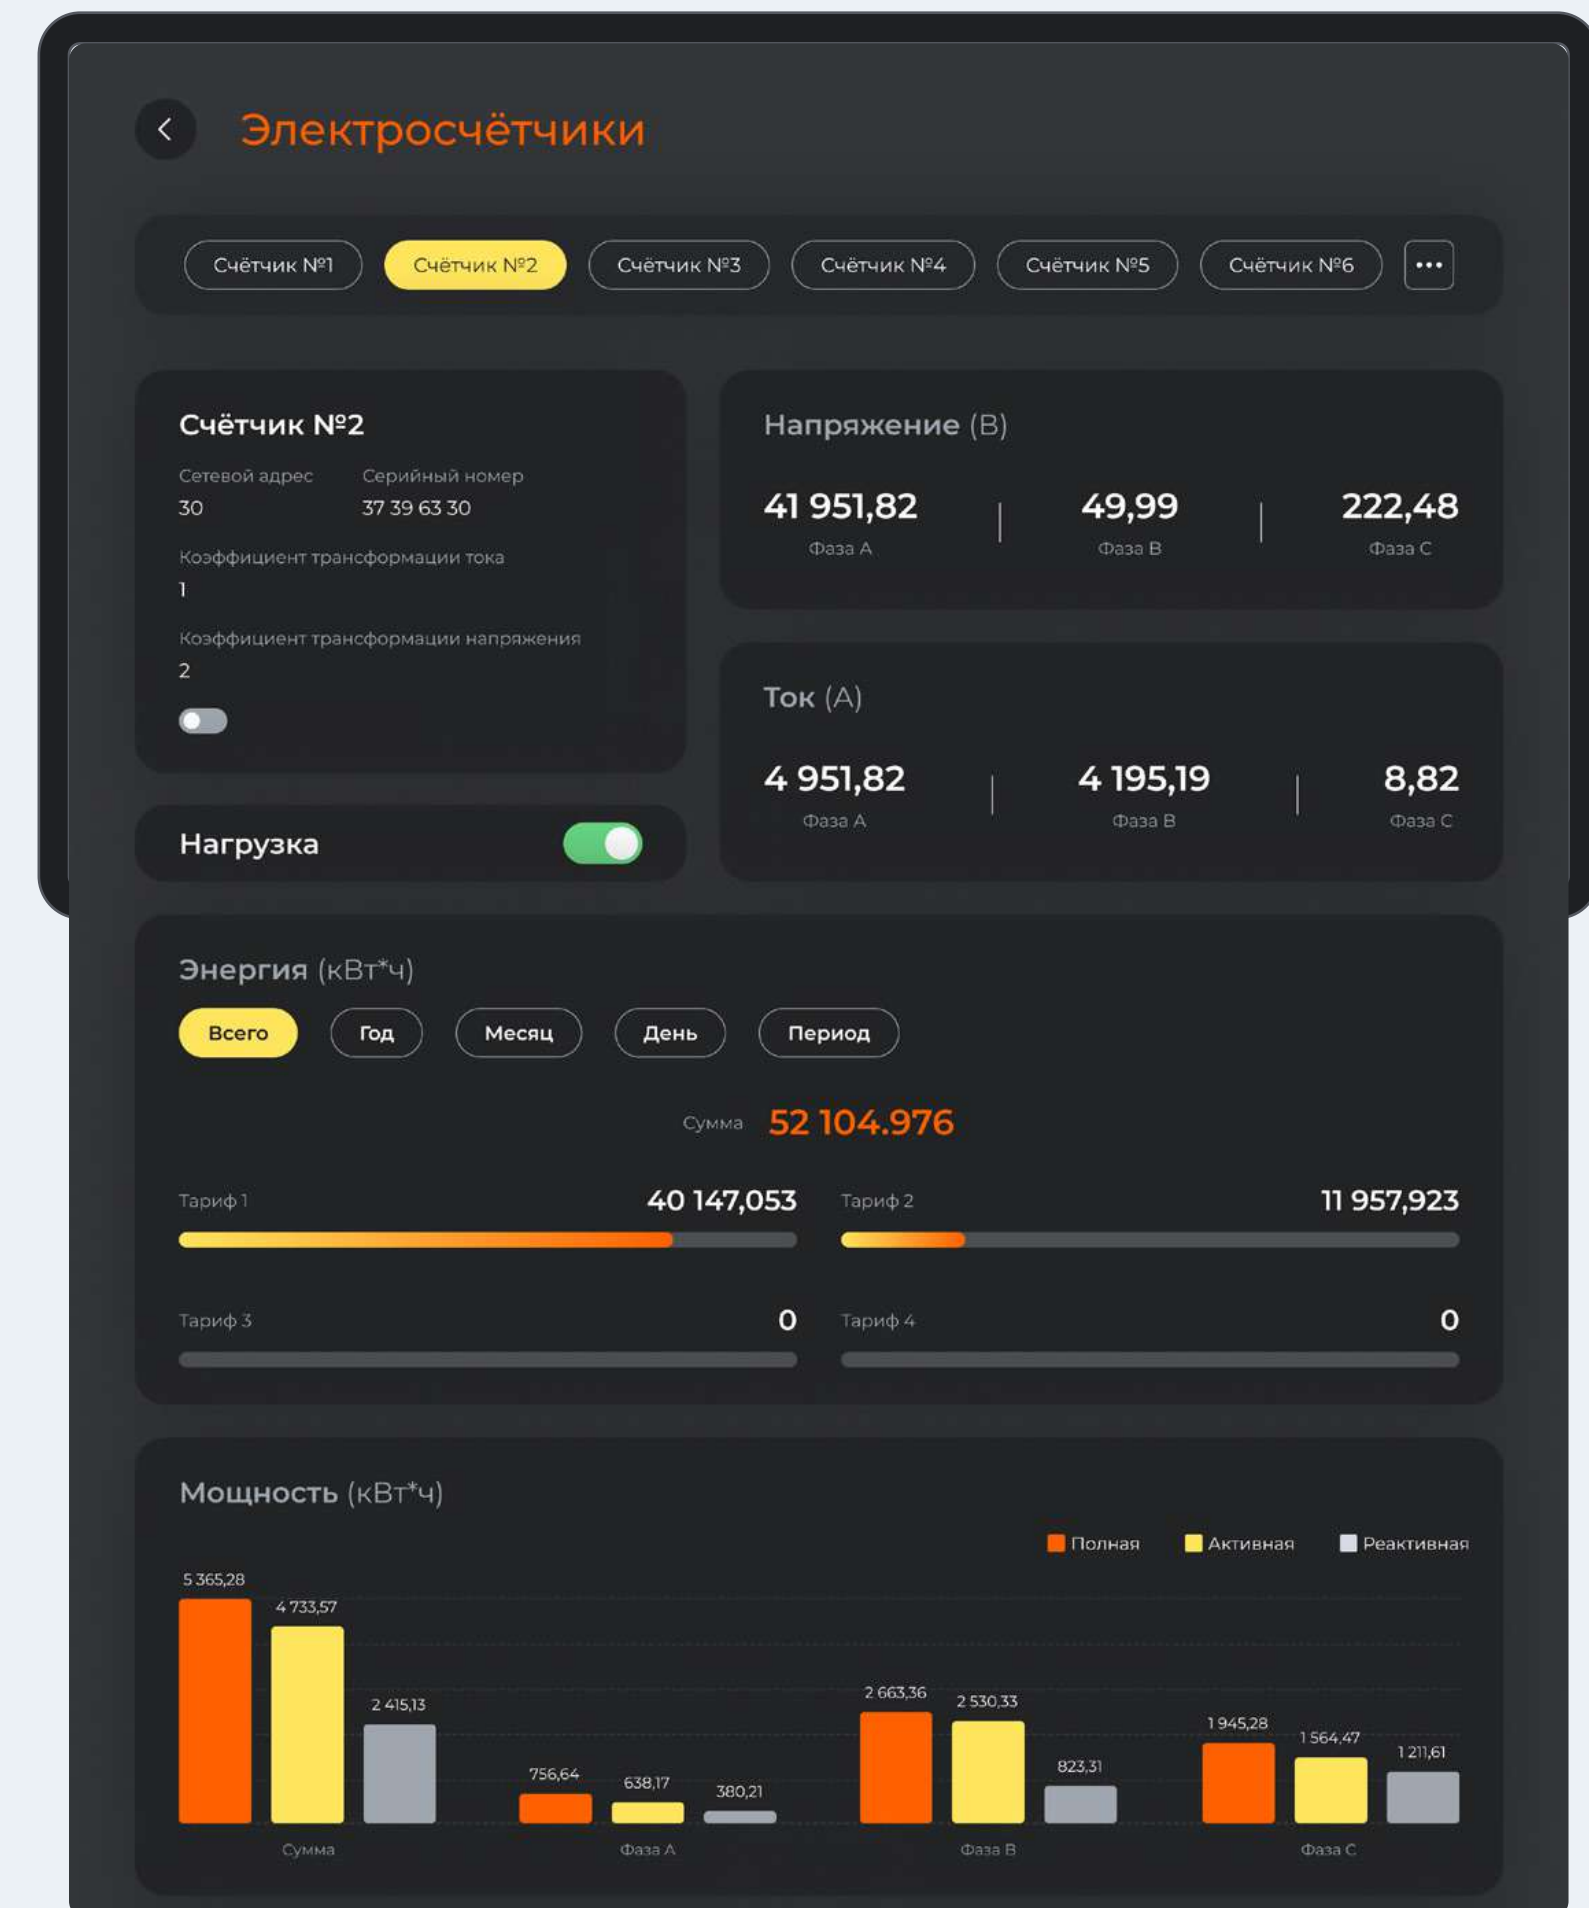 Электросчётчики
Счётчик №1 Счётчик №2 Счётчик №3 Счётчик №4 Счётчик №5 Счётчик №6
Счётчик №2
Сетевой адрес Серийный номер
30 37 39 63 30
Коэффициент трансформации тока
1
Коэффициент трансформации напряжения
2
Нагрузка
Напряжение (В)
41 951,82 49,99 222,48
Фаза А Фаза В Фаза С
Ток (А)
4 951,82 4 195,19 8,82
Фаза А Фаза В Фаза С
Энергия (кВт*ч)
Всего Год Месяц День Период
Сумма 52 104.976
Тариф 1 40 147,053 Тариф 2 11 957,923
Тариф 3 0 Тариф 4 0
Мощность (кВт*ч)
Полная Активная Реактивная
5 365,28 4 733,57 2 415,13 756,64 638,17 380,21 2 663,36 2 530,33 823,31 1 945,28 1 564,47 1 211,61
Сумма Фаза А Фаза В Фаза С